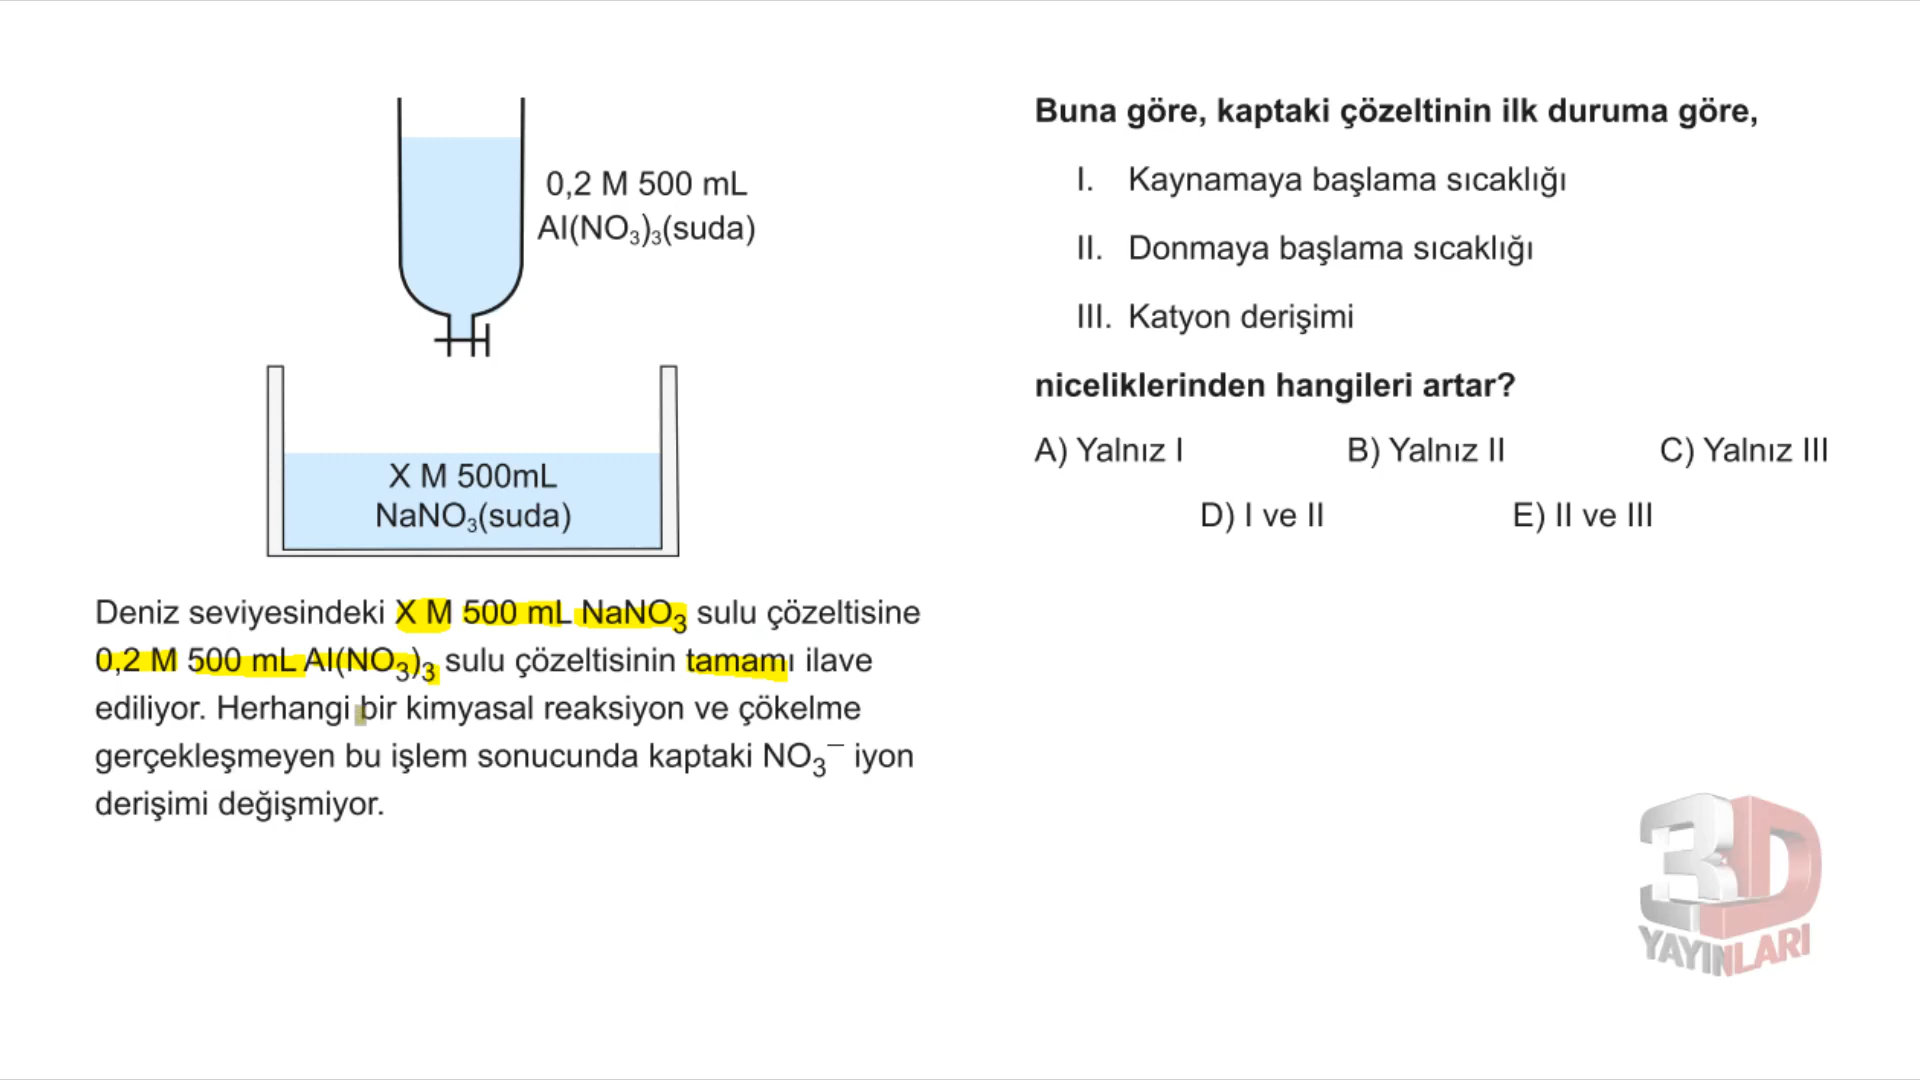 0,2 M 500 mL
Al(NO₃)₃(suda)
X M 500mL
NaNO₃(suda)
Deniz seviyesindeki X M 500 mL NaNO₃ sulu çözeltisine
0,2 M 500 mL Al(NO₃)₃ sulu çözeltisinin tamamı ilave
ediliyor. Herhangi bir kimyasal reaksiyon ve çökelme
gerçekleşmeyen bu işlem sonucunda kaptaki NO₃⁻ iyon
derişimi değişmiyor.
Buna göre, kaptaki çözeltinin ilk duruma göre,
I. Kaynamaya başlama sıcaklığı
II. Donmaya başlama sıcaklığı
III. Katyon derişimi
niceliklerinden hangileri artar?
A) Yalnız I B) Yalnız II C) Yalnız III
D) I ve II E) II ve III
3D
YAYINLARI